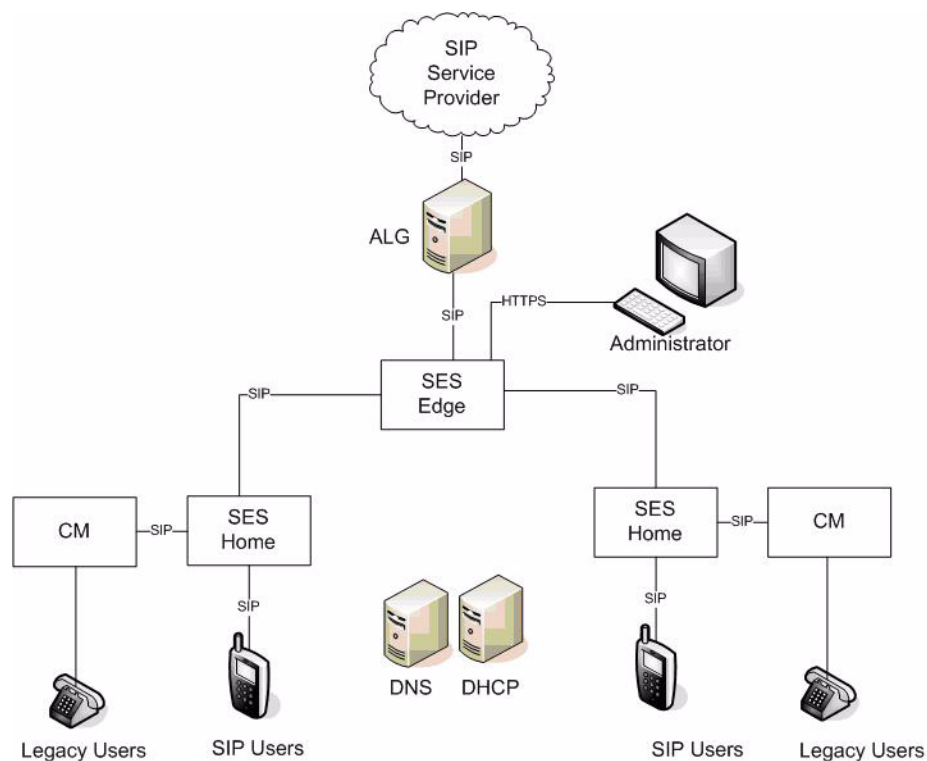 SIP
Service
Provider
SIP
ALG
SIP
HTTPS
Administrator
SES
Edge
SIP
SIP
CM
SIP
SES
Home
SES
Home
SIP
CM
SIP
SIP
DNS
DHCP
Legacy Users
SIP Users
SIP Users
Legacy Users